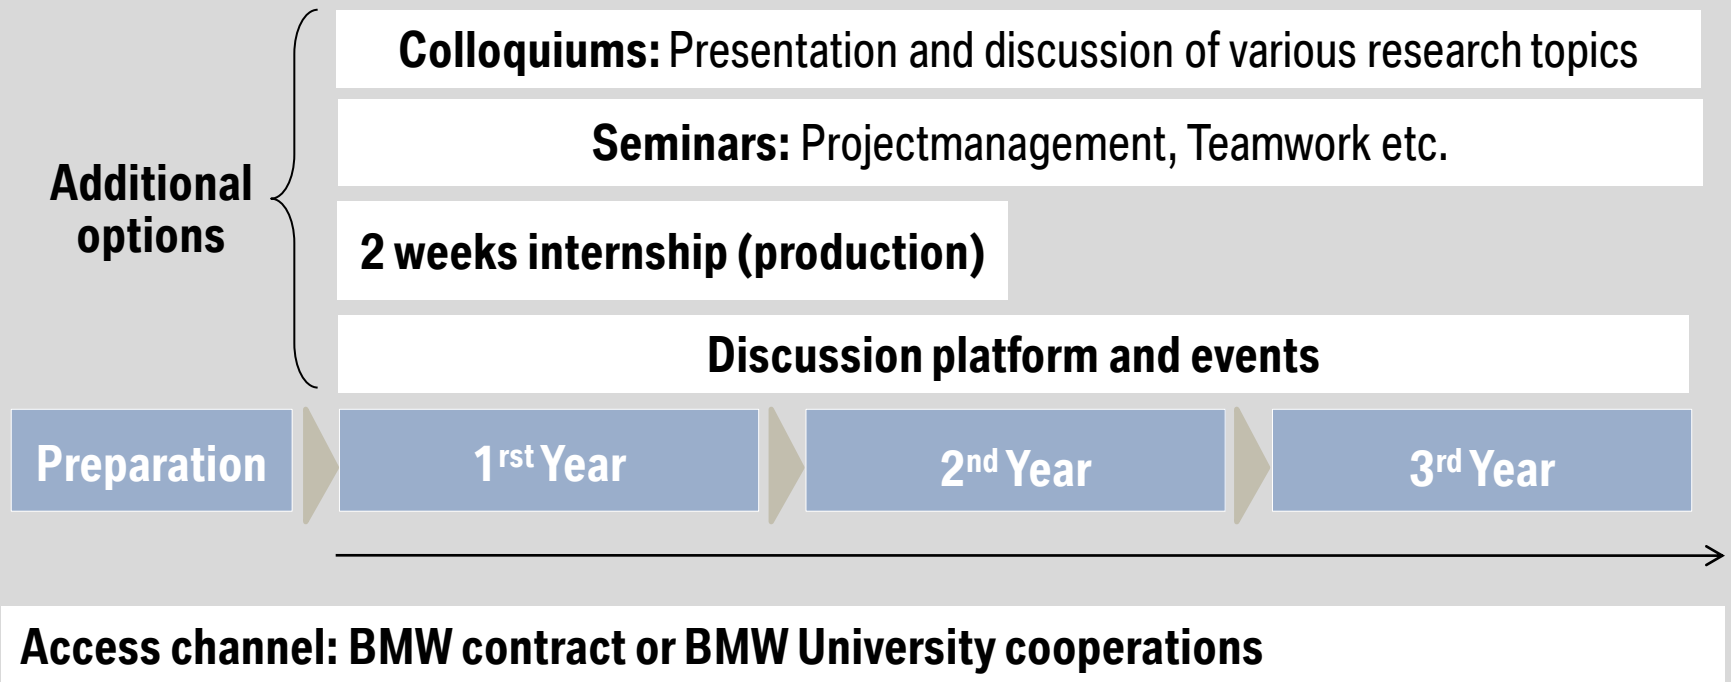 Colloquiums: Presentation and discussion of various research topics
Seminars: Projectmanagement, Teamwork etc.
Additional
options
2 weeks internship (production)
Discussion platform and events
Preparation
1rst Year
2nd Year
3rd Year
Access channel: BMW contract or BMW University cooperations